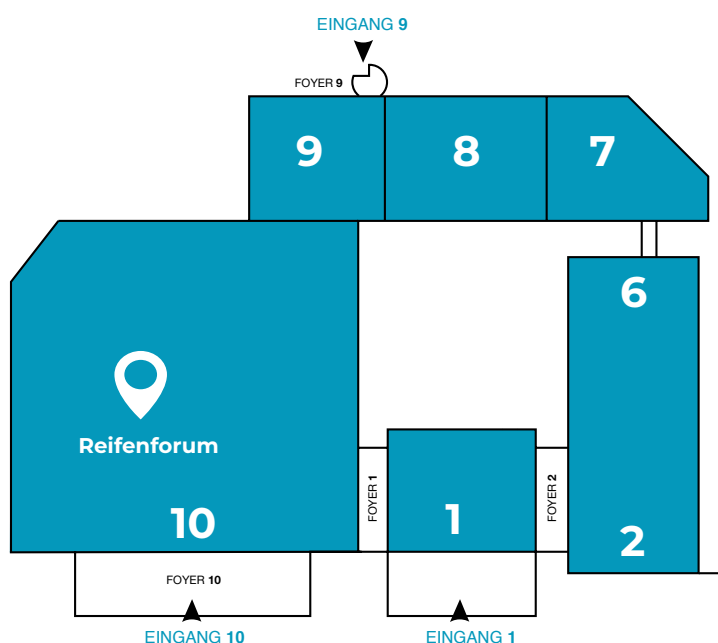 EINGANG 9
FOYER 9
9
8
7
6
Reifenforum
FOYER 1
1
FOYER 2
10
2
FOYER 10
EINGANG 10
EINGANG 1